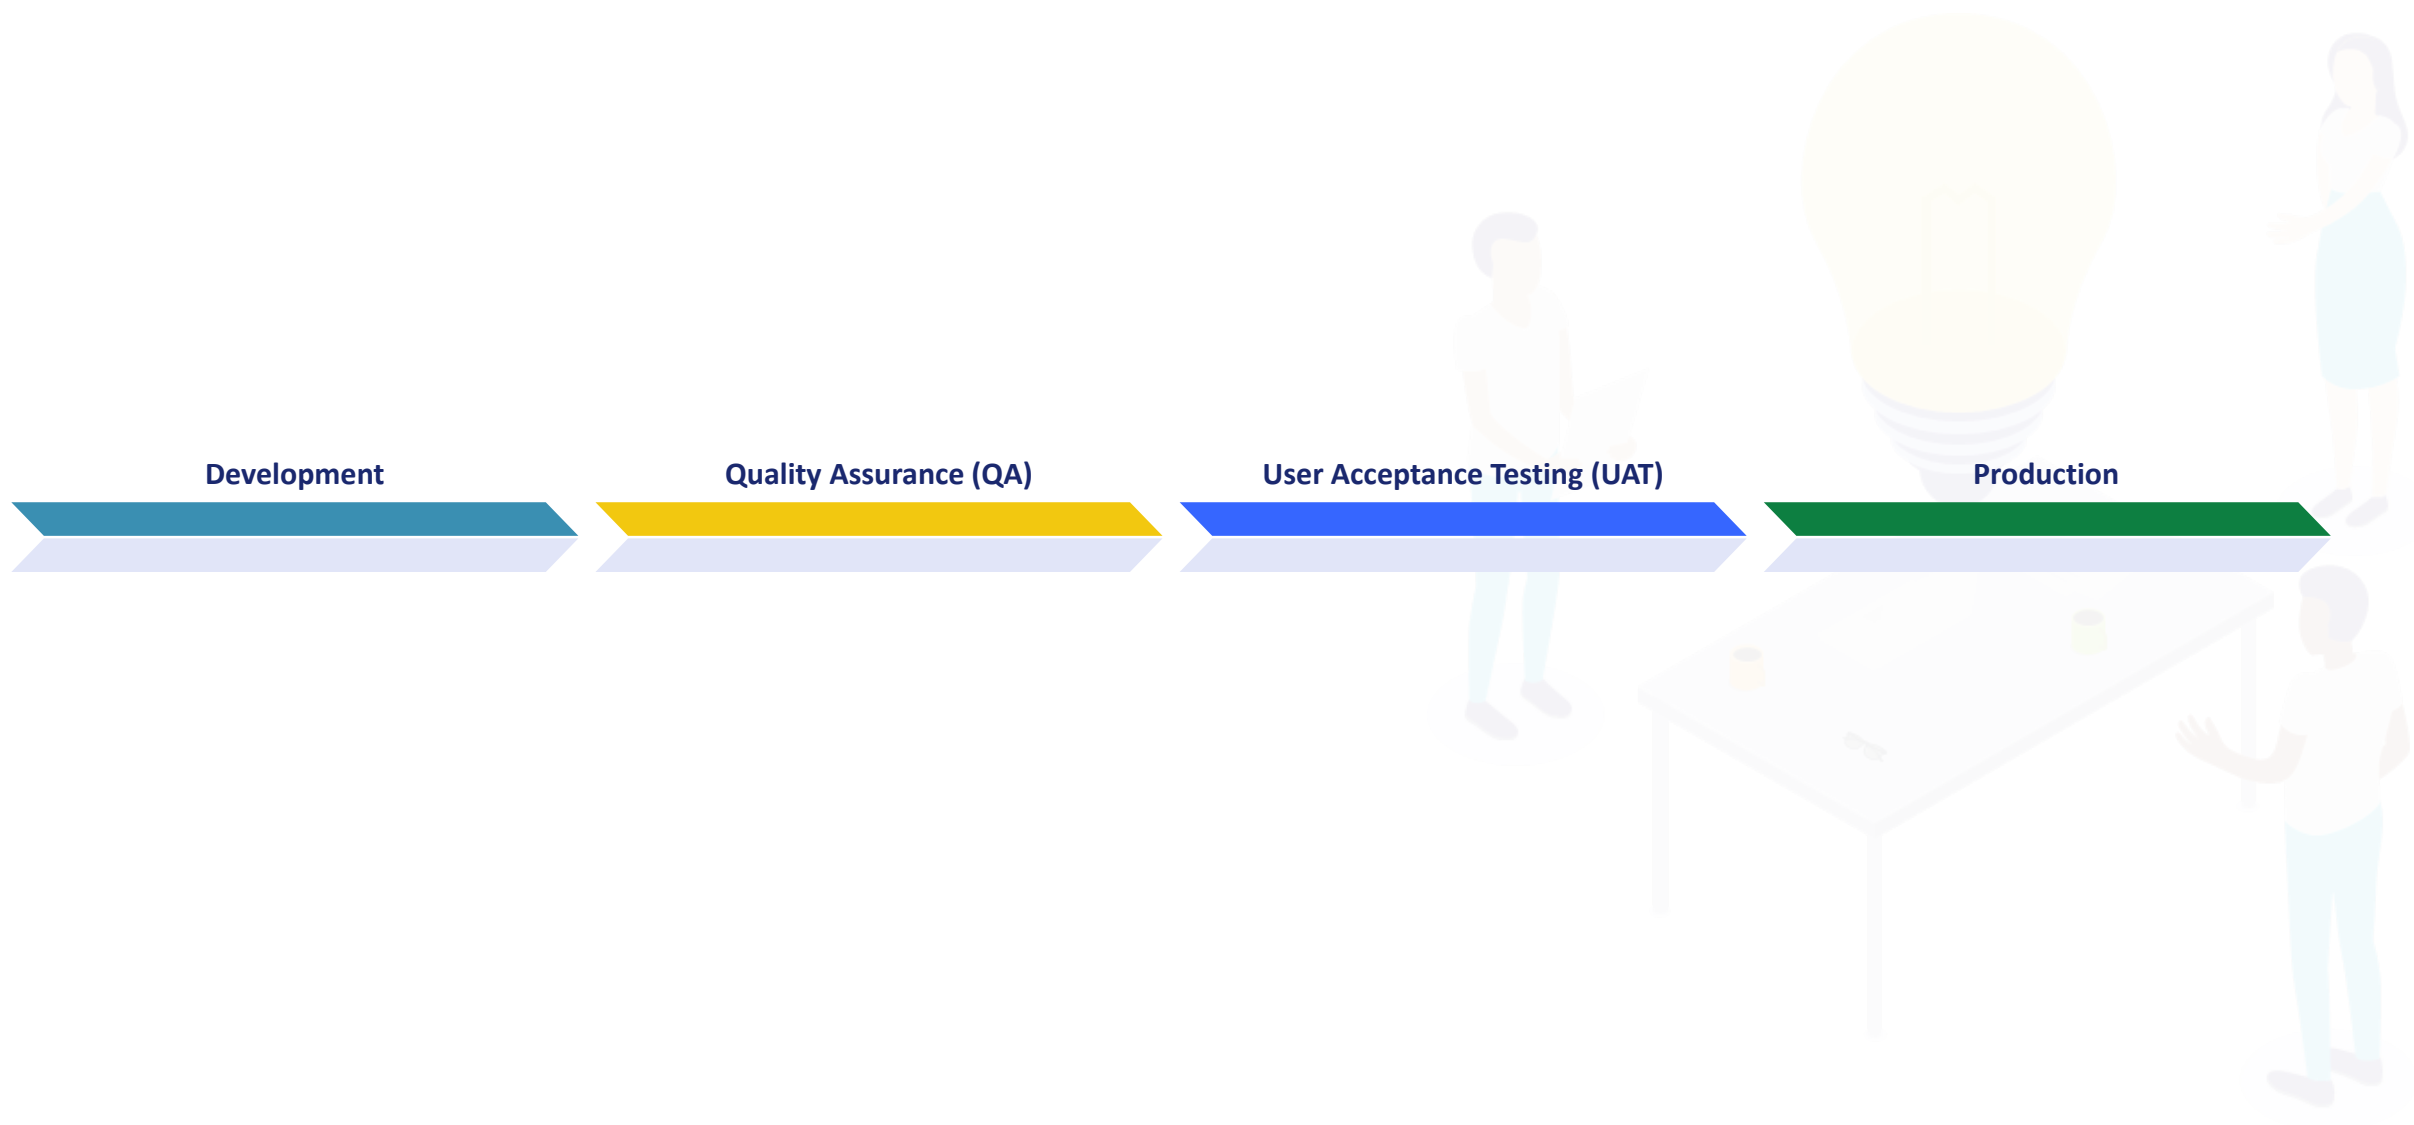 Development
Quality Assurance (QA)
User Acceptance Testing (UAT)
Production